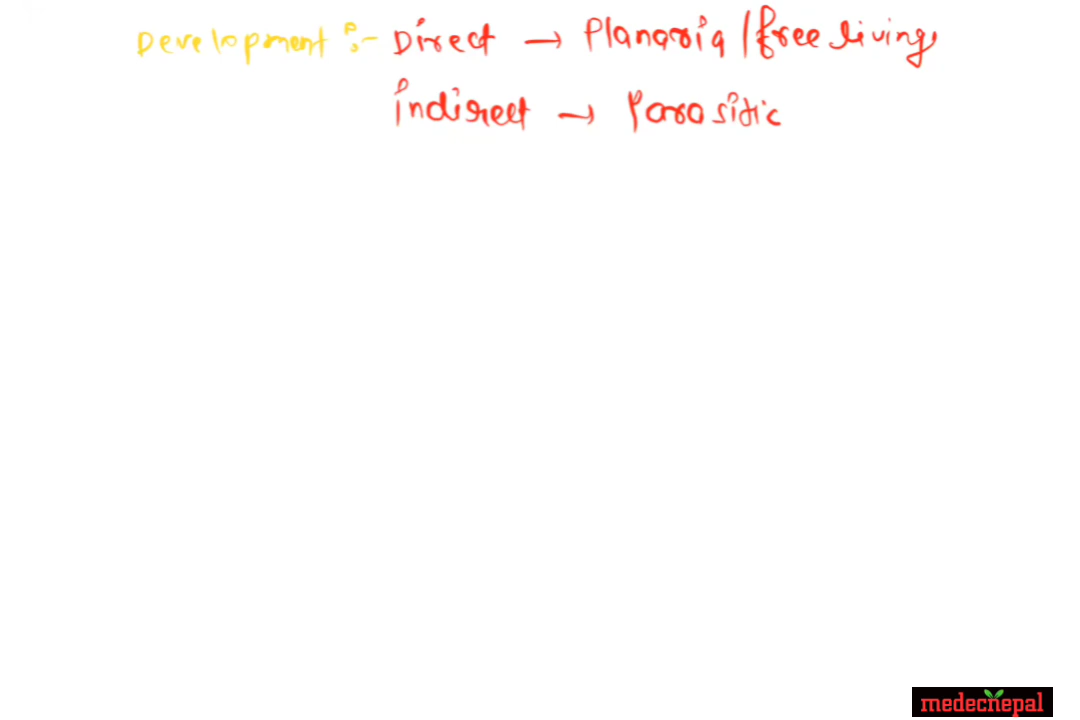 Development :- Direct → Planaria / free living,
indirect → Parasitic
medecnepal